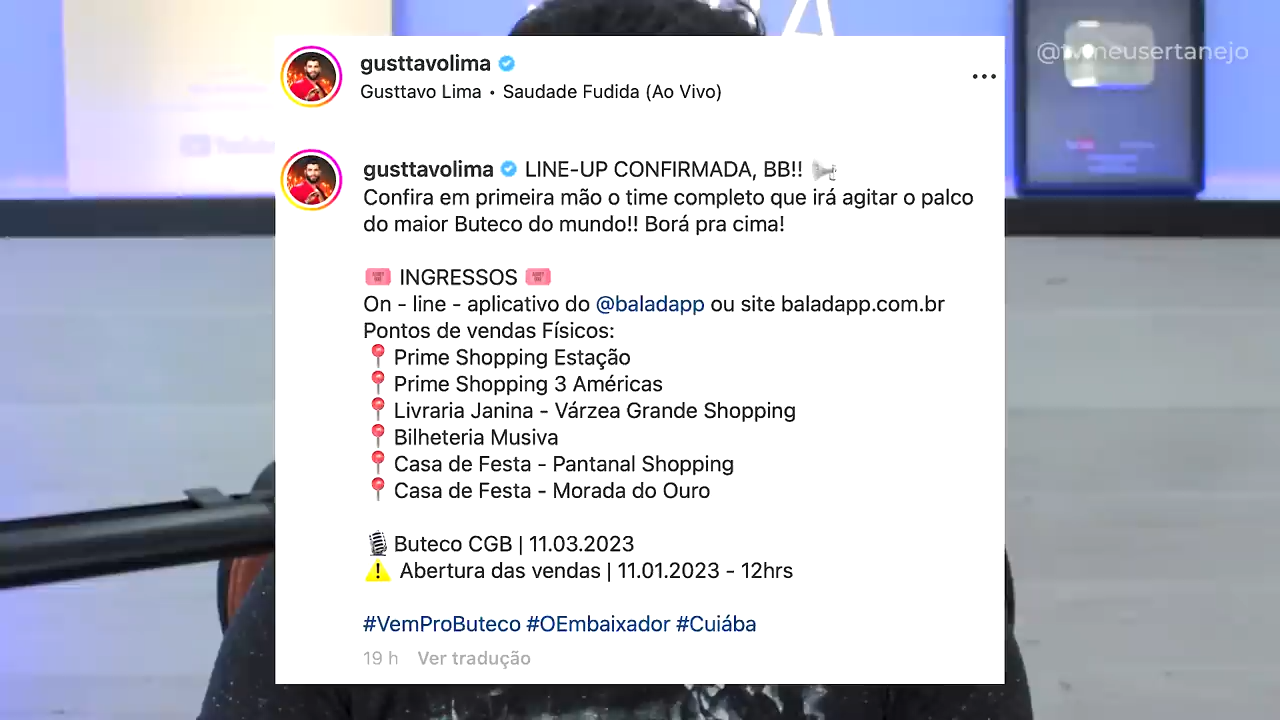 @tvmeusertanejo
gusttavolima
Gusttavo Lima • Saudade Fudida (Ao Vivo)
gusttavolima LINE-UP CONFIRMADA, BB!!
Confira em primeira mão o time completo que irá agitar o palco
do maior Buteco do mundo!! Borá pra cima!
INGRESSOS
On - line - aplicativo do @baladapp ou site baladapp.com.br
Pontos de vendas Físicos:
Prime Shopping Estação
Prime Shopping 3 Américas
Livraria Janina - Várzea Grande Shopping
Bilheteria Musiva
Casa de Festa - Pantanal Shopping
Casa de Festa - Morada do Ouro
Buteco CGB | 11.03.2023
Abertura das vendas | 11.01.2023 - 12hrs
#VemProButeco #OEmbaixador #Cuiába
19 h Ver tradução